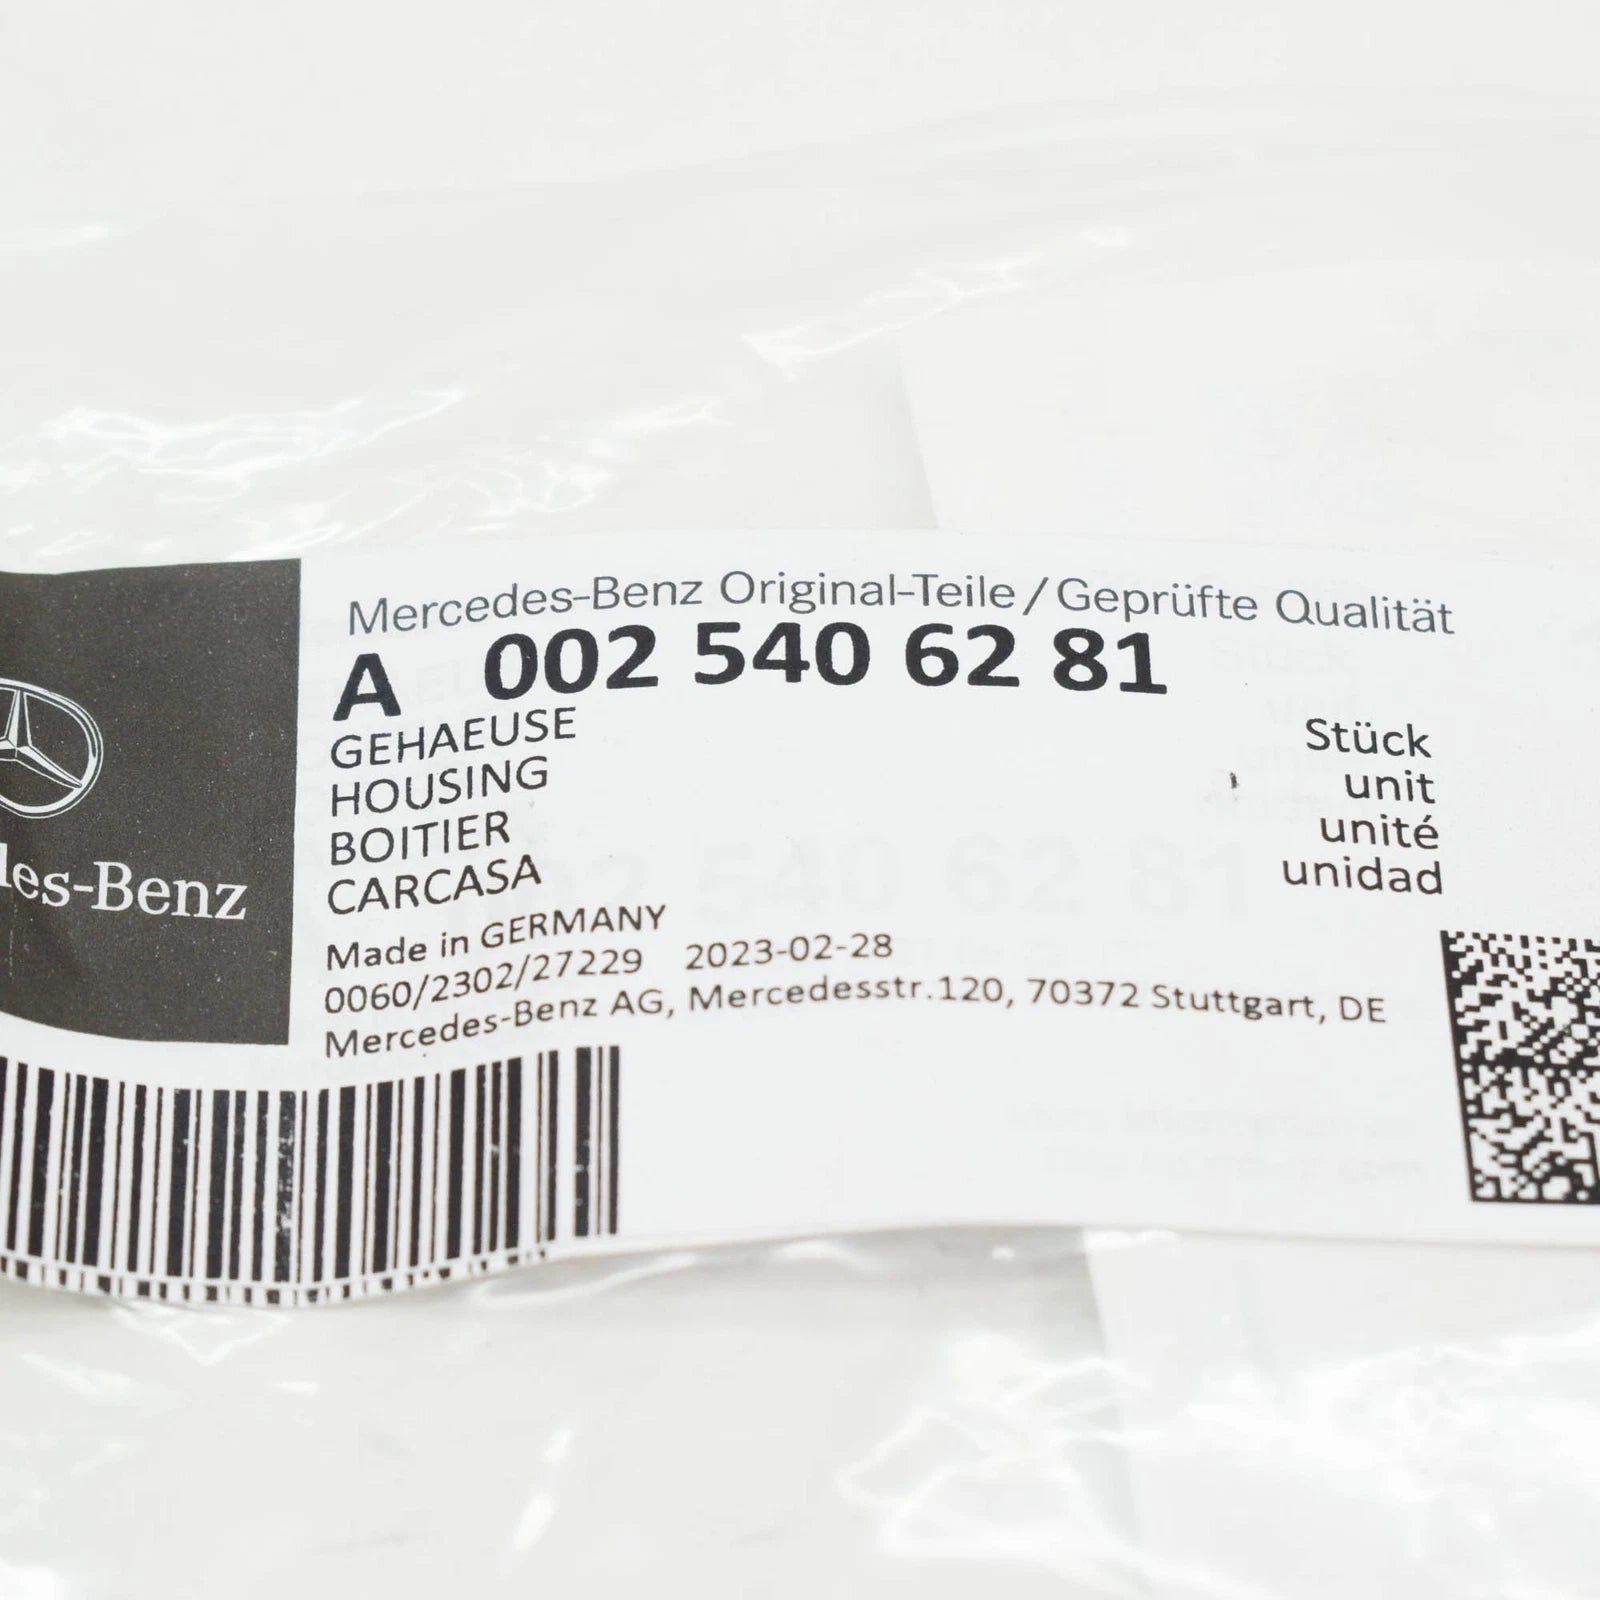 Mercedes-Benz Original-Teile/Geprüfte Qualität
A 002 540 62 81
GEHAEUSE
HOUSING
BOITIER
CARCASA
Stück
unit
unité
unidad
des-Benz
Made in GERMANY
0060/2302/27229 2023-02-28
Mercedes-Benz AG, Mercedesstr.120, 70372 Stuttgart, DE